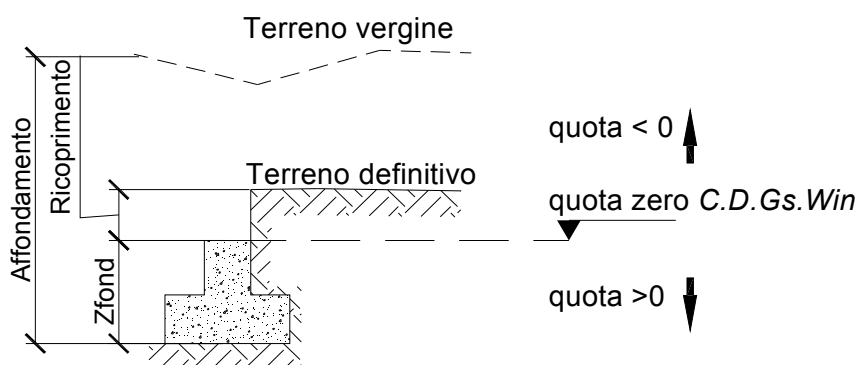 Terreno vergine
Affondamento
Ricoprimento
quota < 0
Terreno definitivo
quota zero C.D.Gs.Win
Zfond
quota >0